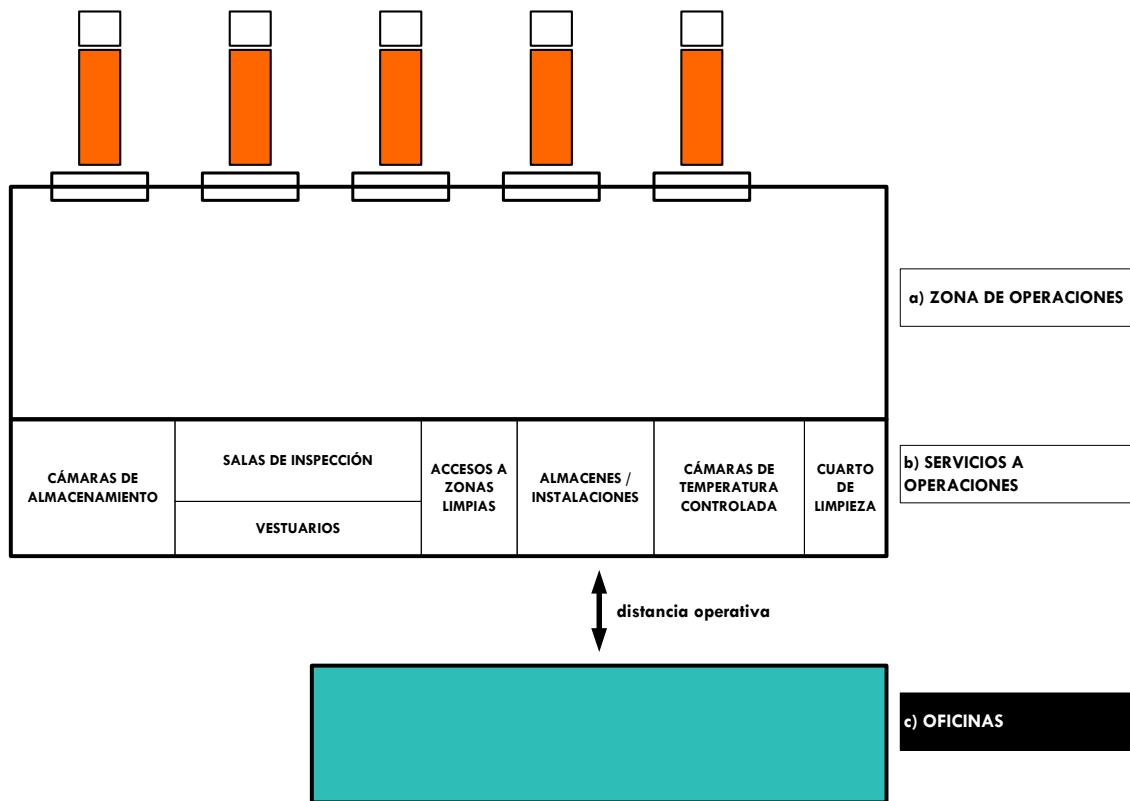 a) ZONA DE OPERACIONES
CÁMARAS DE
ALMACENAMIENTO
SALAS DE INSPECCIÓN
VESTUARIOS
ACCESOS A
ZONAS
LIMPIAS
ALMACENES /
INSTALACIONES
CÁMARAS DE
TEMPERATURA
CONTROLADA
CUARTO
DE
LIMPIEZA
b) SERVICIOS A
OPERACIONES
distancia operativa
c) OFICINAS